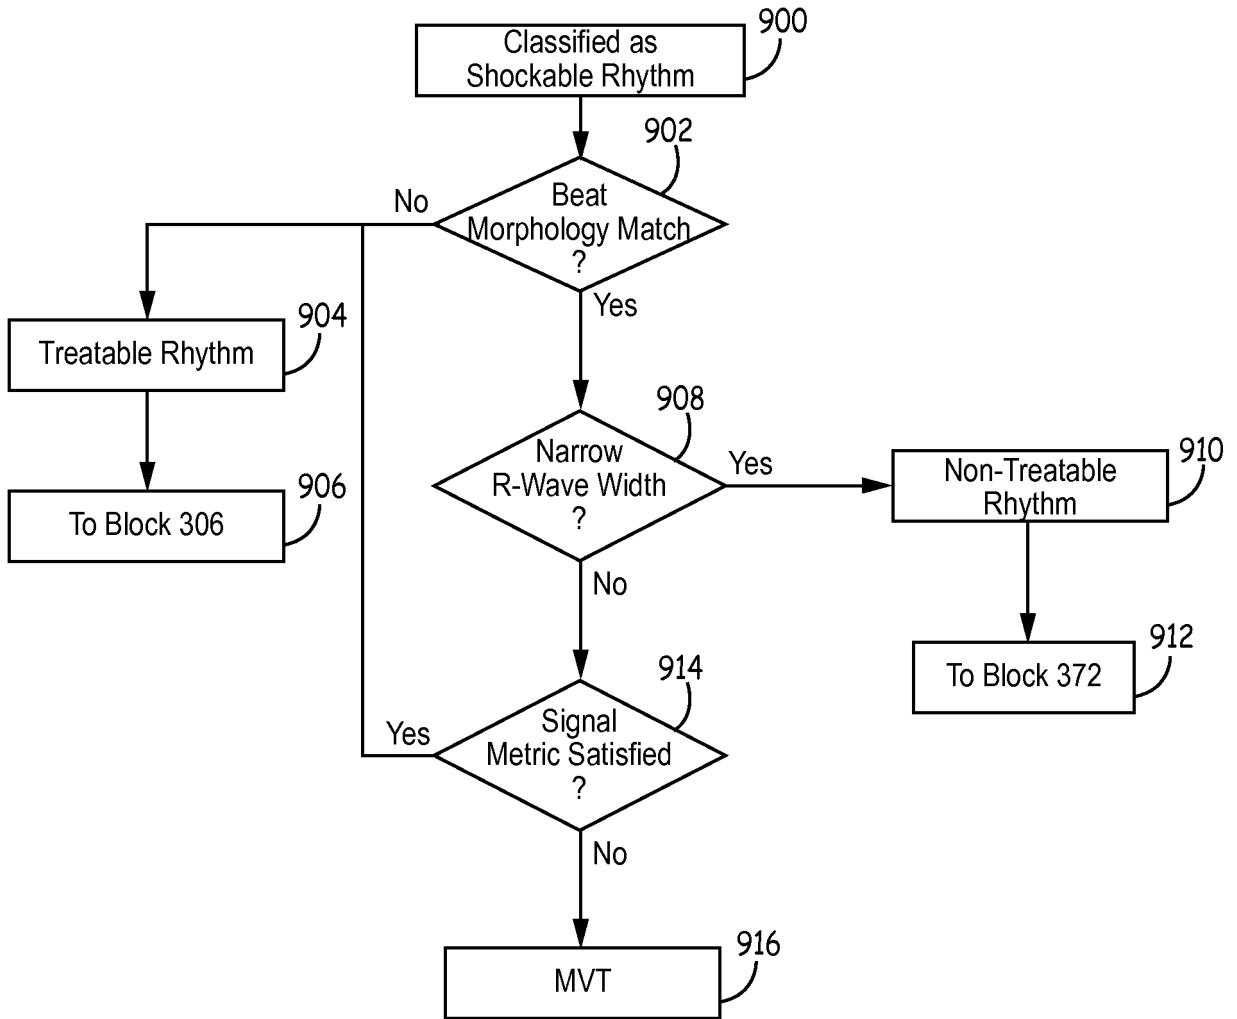 900
Classified as
Shockable Rhythm
902
No
Beat
Morphology Match
?
Yes
904
Treatable Rhythm
908
Narrow
R-Wave Width
?
Yes
910
Non-Treatable
Rhythm
906
To Block 306
No
912
To Block 372
914
Signal
Metric Satisfied
?
Yes
No
916
MVT